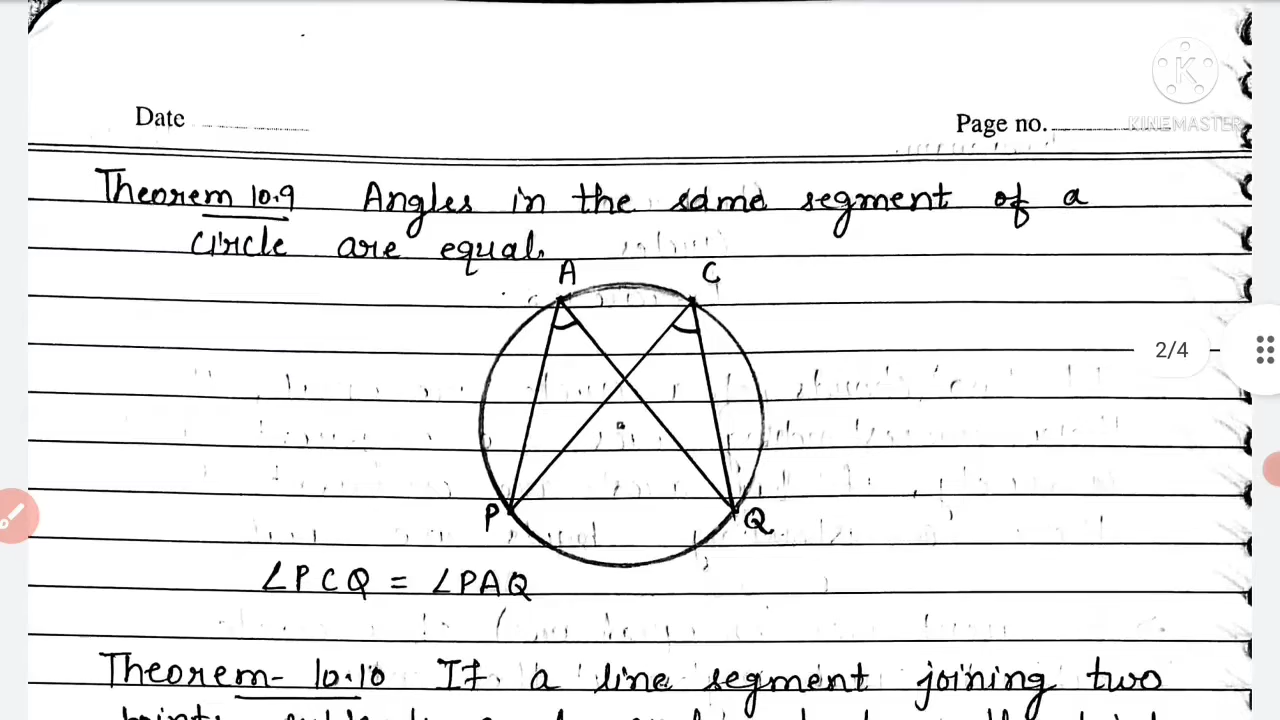 Date
Page no.
KINEMASTER
Theorem 10.9 Angles in the same segment of a
circle are equal.
A C
2/4
P Q
∠PCQ = ∠PAQ
Theorem- 10.10 If a line segment joining two